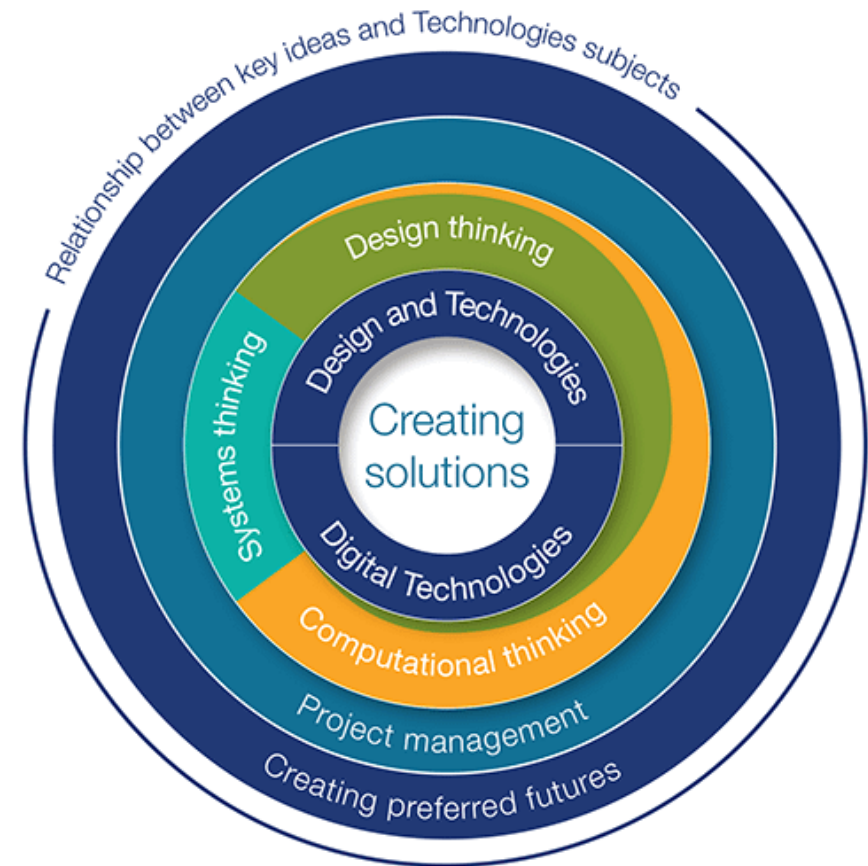 Relationship between key ideas and Technologies subjects
Design thinking
Design and Technologies
Systems thinking
Creating
solutions
Digital Technologies
Computational thinking
Project management
Creating preferred futures